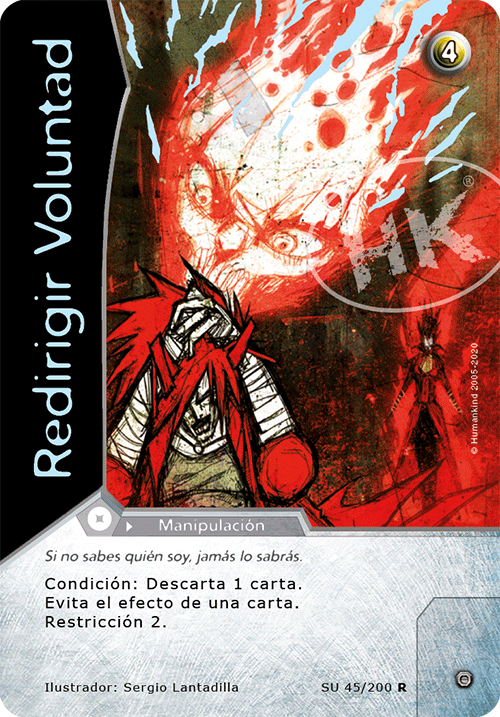 Redirigir Voluntad
4
HK®
© Humankind 2005-2020
Manipulación
Si no sabes quién soy, jamás lo sabrás.
Condición: Descarta 1 carta.
Evita el efecto de una carta.
Restricción 2.
Ilustrador: Sergio Lantadilla
SU 45/200 R